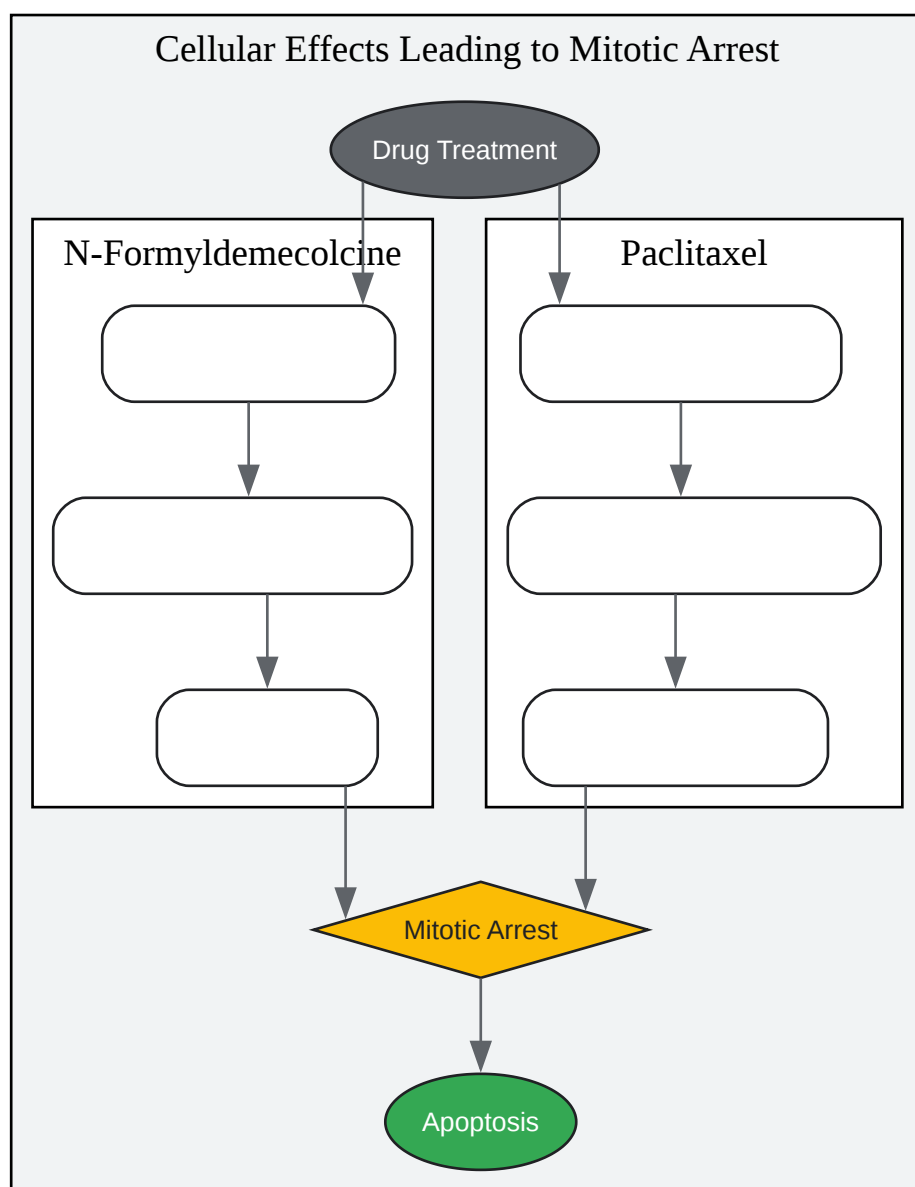 Cellular Effects Leading to Mitotic Arrest
Drug Treatment
N-Formyldemecolcine
Paclitaxel
Mitotic Arrest
Apoptosis